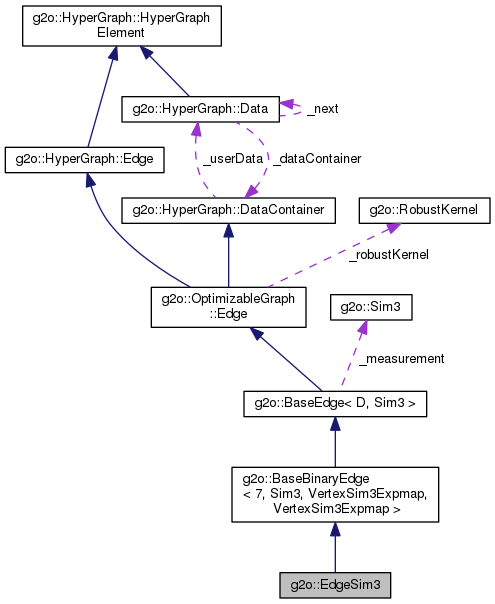 g2o::HyperGraph::HyperGraph
Element
g2o::HyperGraph::Data
_next
g2o::HyperGraph::Edge
_userData
_dataContainer
g2o::HyperGraph::DataContainer
g2o::RobustKernel
_robustKernel
g2o::OptimizableGraph
::Edge
g2o::Sim3
_measurement
g2o::BaseEdge< D, Sim3 >
g2o::BaseBinaryEdge
< 7, Sim3, VertexSim3Expmap,
VertexSim3Expmap >
g2o::EdgeSim3